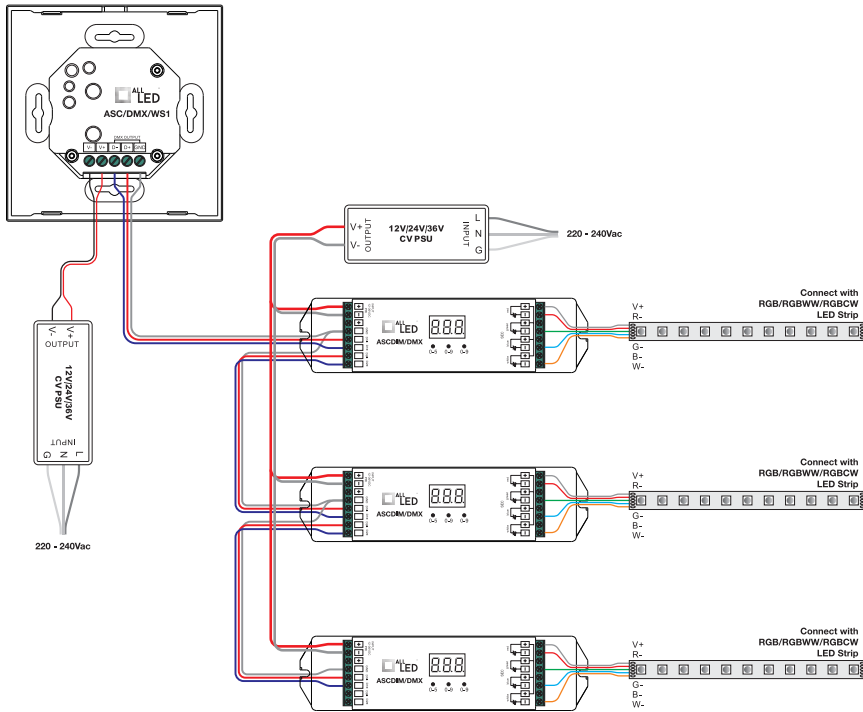 ALL
LED
ASC/DMX/WS1
DMX OUTPUT
V- V+ D- D+ GND
V- V+
OUTPUT
12V/24V/36V
CV PSU
INPUT
G N L
220 - 240Vac
V+
V-
OUTPUT
12V/24V/36V
CV PSU
INPUT
L
N
G
220 - 240Vac
ALL
LED
ASCDIM/DMX
Connect with
RGB/RGBWW/RGBCW
LED Strip
V+
R-
G-
B-
W-
ALL
LED
ASCDIM/DMX
Connect with
RGB/RGBWW/RGBCW
LED Strip
V+
R-
G-
B-
W-
ALL
LED
ASCDIM/DMX
Connect with
RGB/RGBWW/RGBCW
LED Strip
V+
R-
G-
B-
W-